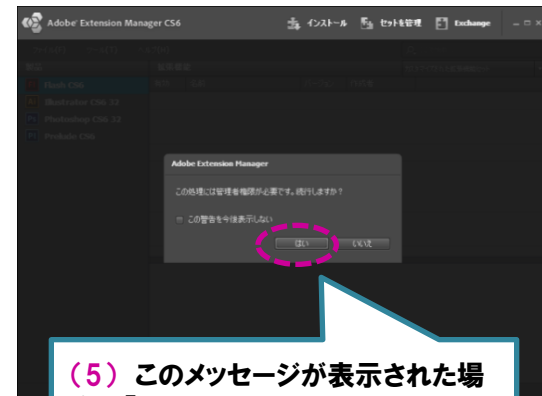 Adobe® Extension Manager CS6
インストール セットを管理 Exchange
Flash CS6
Illustrator CS6 32
Photoshop CS6 32
Prelude CS6
Adobe Extension Manager
この処理には管理者権限が必要です。続行しますか?
この警告を今後表示しない
はい いいえ
(5)このメッセージが表示された場